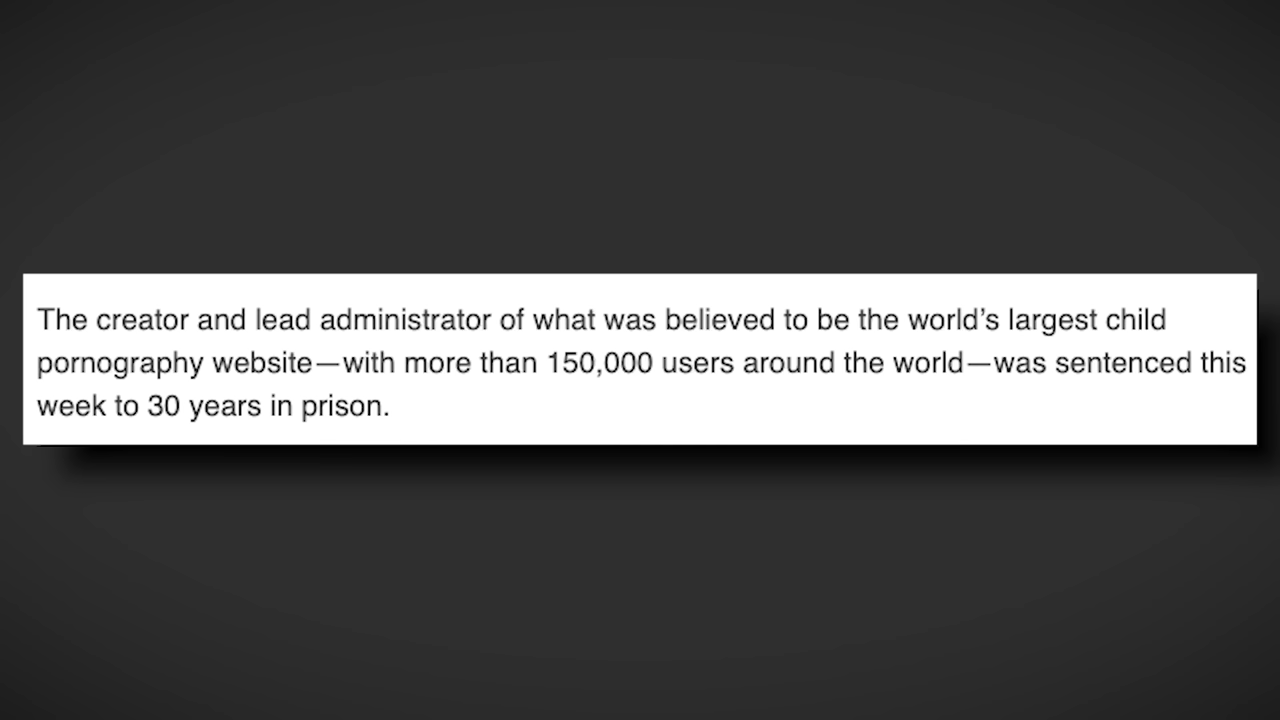 The creator and lead administrator of what was believed to be the world’s largest child
pornography website—with more than 150,000 users around the world—was sentenced this
week to 30 years in prison.